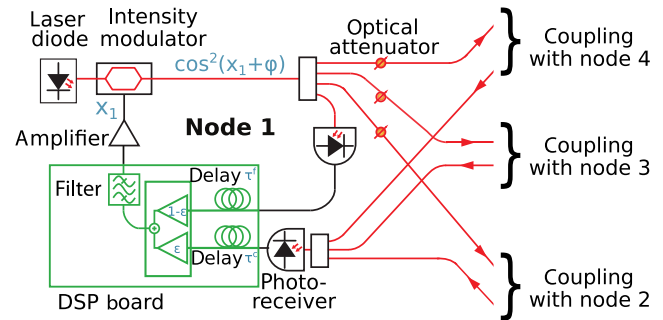 Laser
diode
Intensity
modulator
Optical
attenuator
Coupling
with node 4
cos²(x₁+φ)
x₁
Amplifier
Node 1
Coupling
with node 3
Filter
Delay τᶠ
1-ε
ε
Delay τᶜ
DSP board
Photo-
receiver
Coupling
with node 2